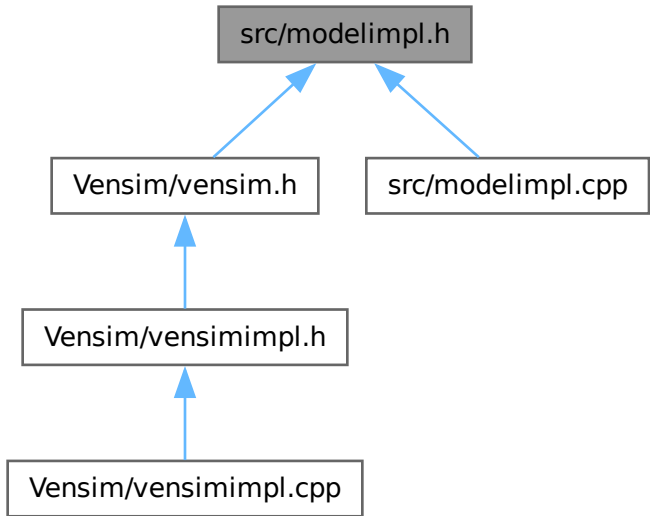 src/modelimpl.h
Vensim/vensim.h
src/modelimpl.cpp
Vensim/vensimimpl.h
Vensim/vensimimpl.cpp